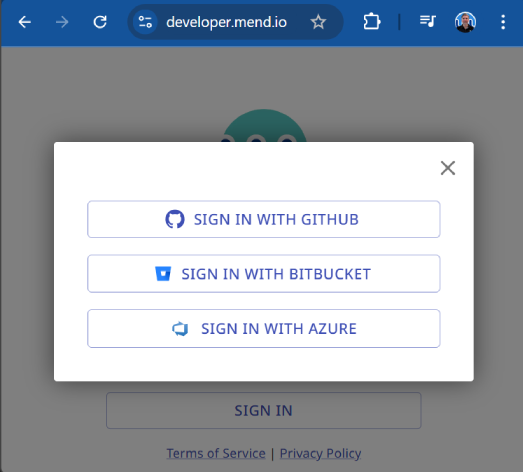 developer.mend.io
SIGN IN WITH GITHUB
SIGN IN WITH BITBUCKET
SIGN IN WITH AZURE
SIGN IN
Terms of Service | Privacy Policy